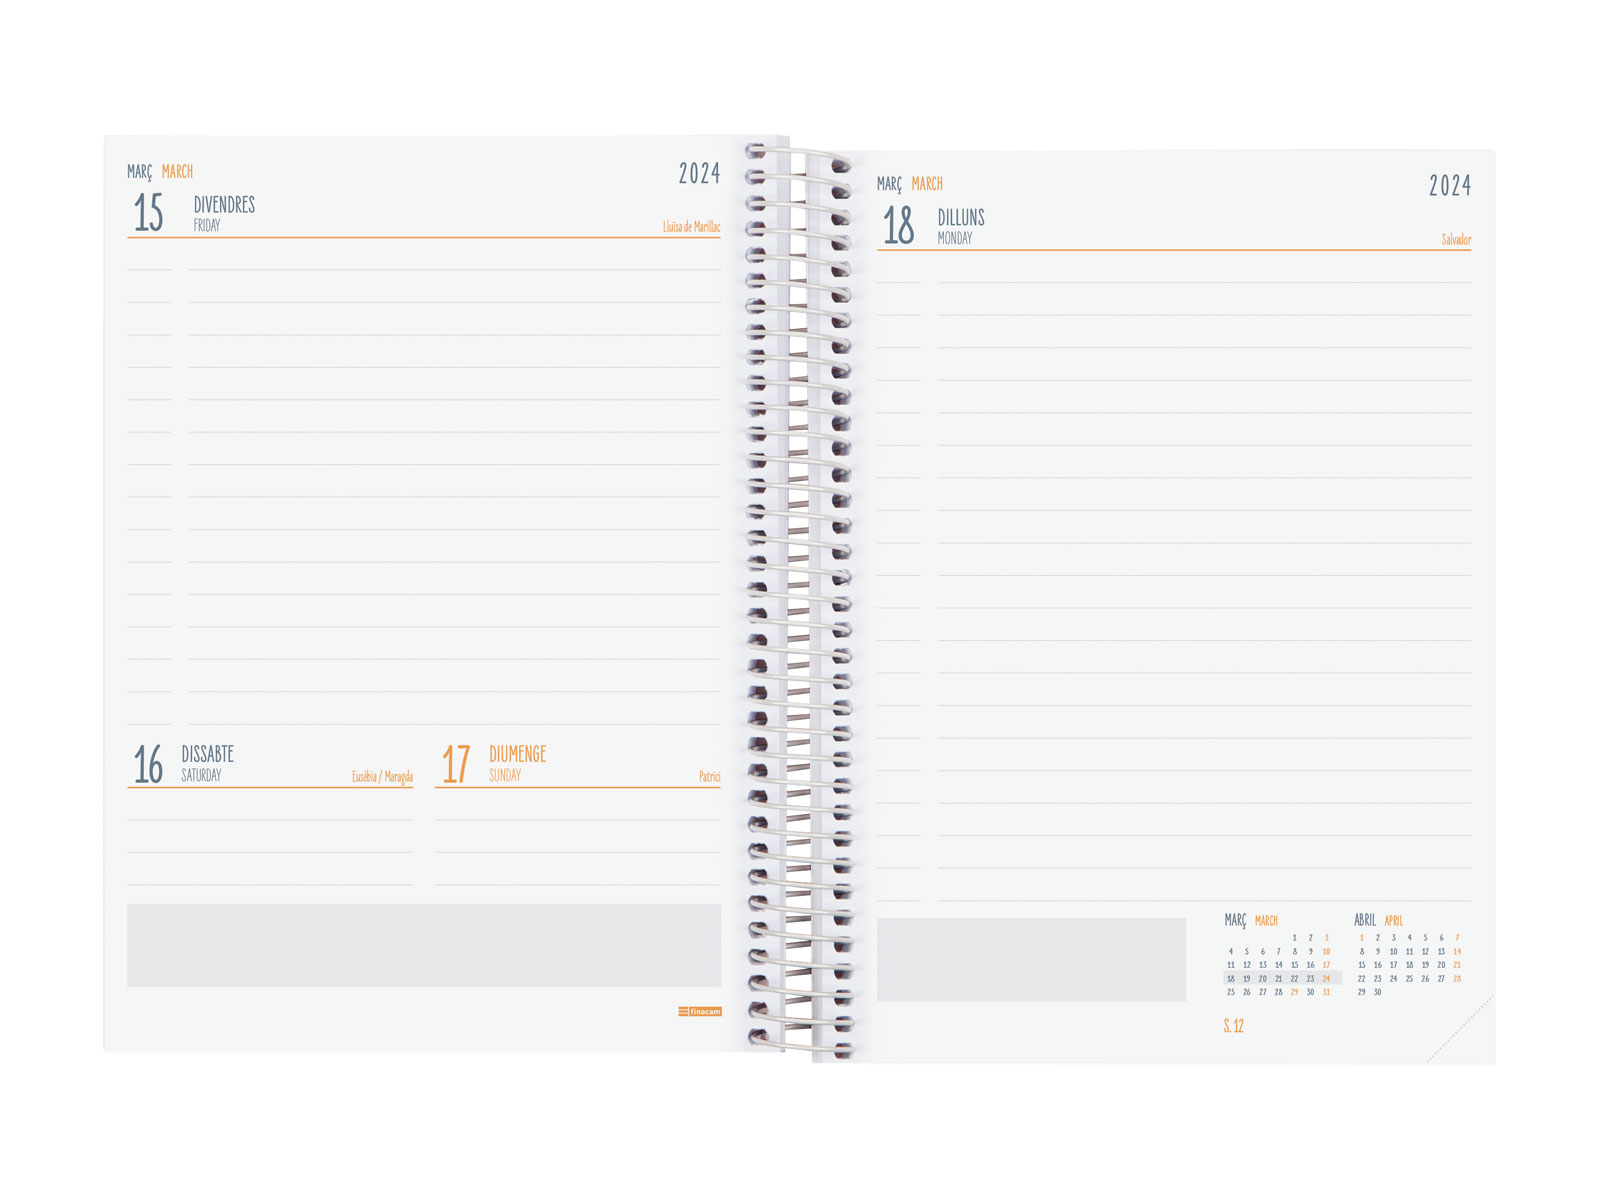 MARÇ MARCH
2024
15 DIVENDRES
FRIDAY
Lluïsa de Marillac
16 DISSABTE
SATURDAY
Eusèbia / Maragda
17 DIUMENGE
SUNDAY
Patrici
finocam
MARÇ MARCH
2024
18 DILLUNS
MONDAY
Salvador
MARÇ MARCH
1 2 3
4 5 6 7 8 9 10
11 12 13 14 15 16 17
18 19 20 21 22 23 24
25 26 27 28 29 30 31
ABRIL APRIL
1 2 3 4 5 6 7
8 9 10 11 12 13 14
15 16 17 18 19 20 21
22 23 24 25 26 27 28
29 30
S. 12